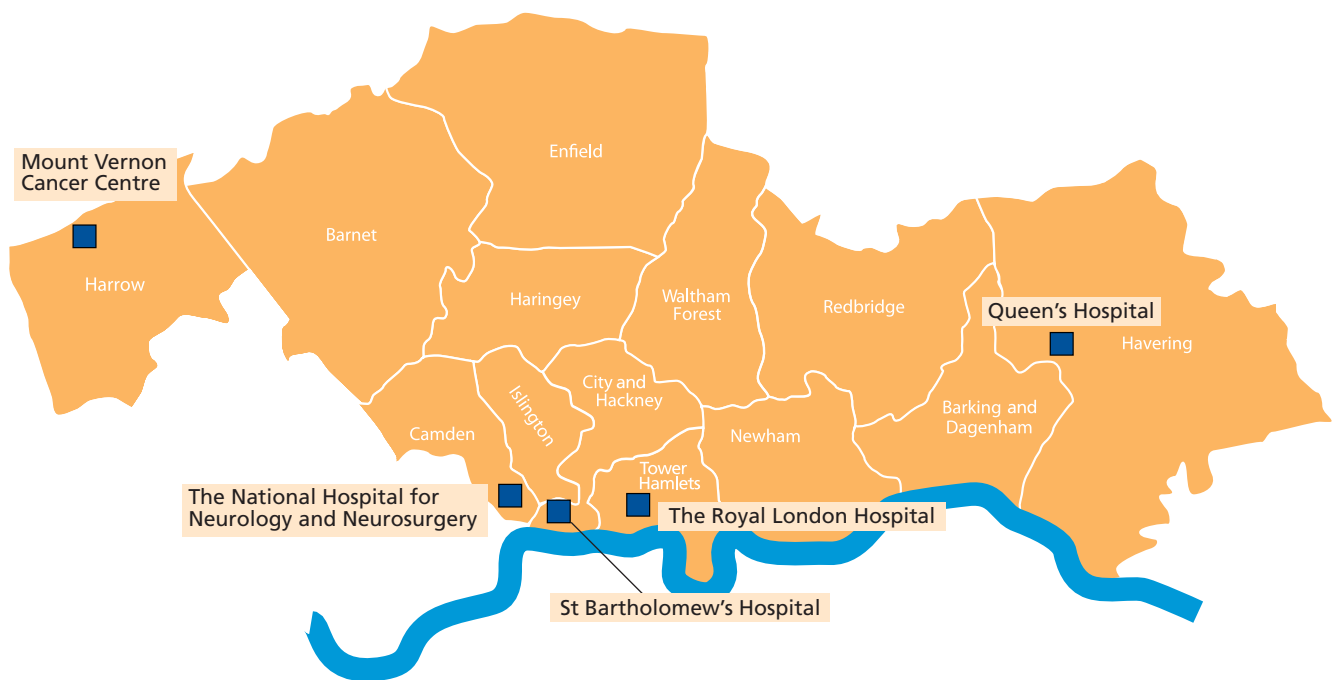 Enfield
Mount Vernon
Cancer Centre
Barnet
Harrow
Haringey
Waltham
Forest
Redbridge
Queen's Hospital
Havering
City and
Hackney
Islington
Barking and
Dagenham
Camden
Newham
Tower
Hamlets
The National Hospital for
Neurology and Neurosurgery
The Royal London Hospital
St Bartholomew's Hospital